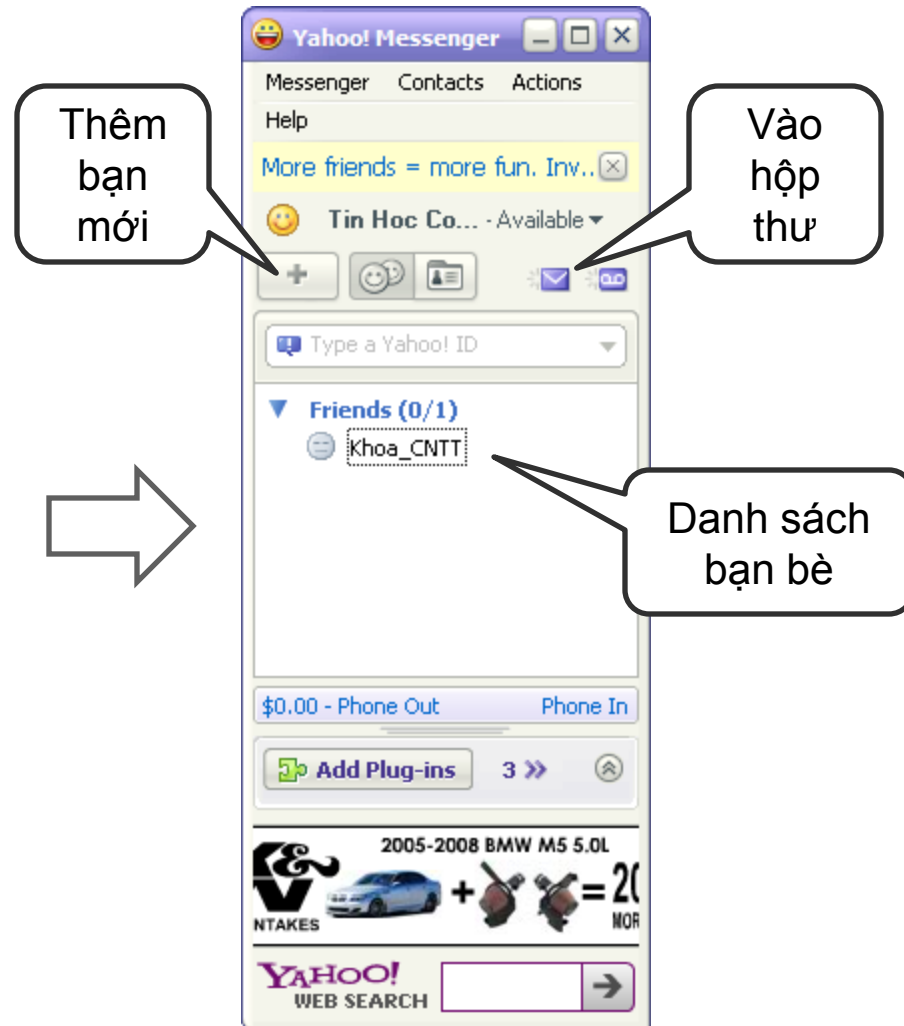 Yahoo! Messenger
Messenger Contacts Actions
Help
Thêm
bạn
mới
Vào
hộp
thư
More friends = more fun. Inv..
Tin Hoc Co... - Available
Type a Yahoo! ID
Friends (0/1)
Khoa_CNTT
Danh sách
bạn bè
$0.00 - Phone Out Phone In
Add Plug-ins 3
2005-2008 BMW M5 5.0L
K&N
+ = 20
NTAKES MOR
YAHOO!
WEB SEARCH